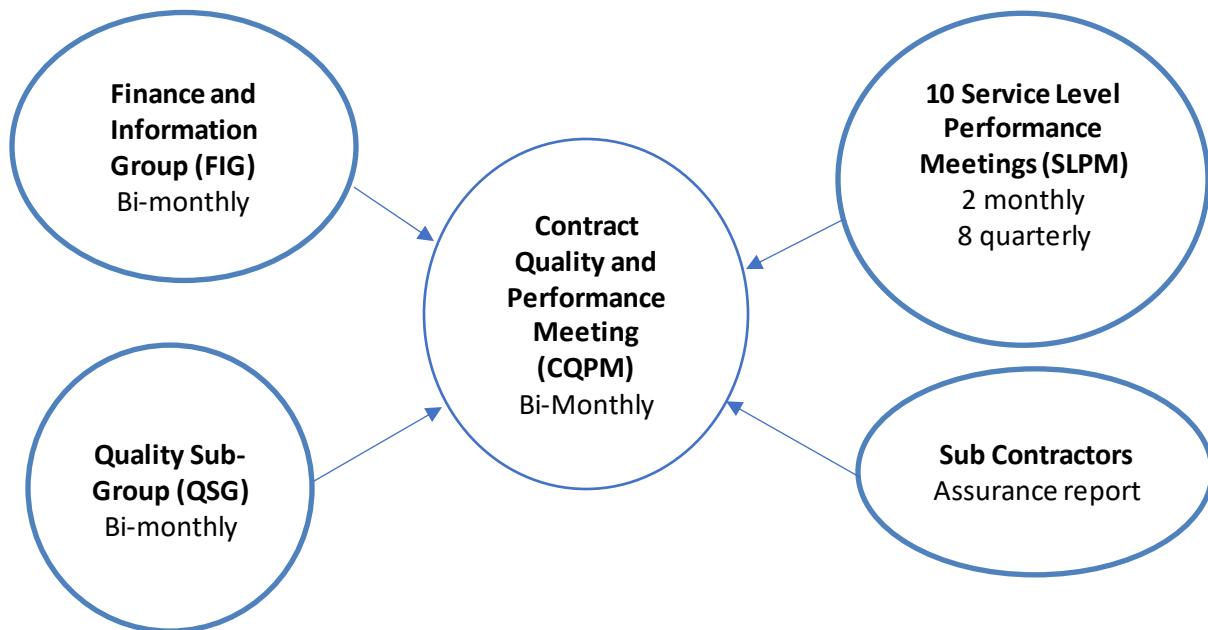 Finance and
Information
Group (FIG)
Bi-monthly
10 Service Level
Performance
Meetings (SLPM)
2 monthly
8 quarterly
Contract
Quality and
Performance
Meeting
(CQPM)
Bi-Monthly
Quality Sub-
Group (QSG)
Bi-monthly
Sub Contractors
Assurance report